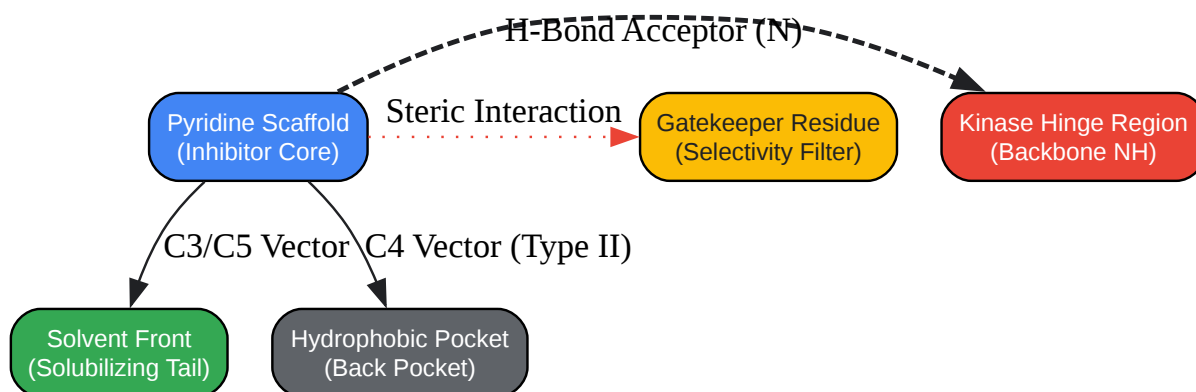 H-Bond Acceptor (N)
Pyridine Scaffold
(Inhibitor Core)
Steric Interaction
Gatekeeper Residue
(Selectivity Filter)
Kinase Hinge Region
(Backbone NH)
C3/C5 Vector
C4 Vector (Type II)
Solvent Front
(Solubilizing Tail)
Hydrophobic Pocket
(Back Pocket)